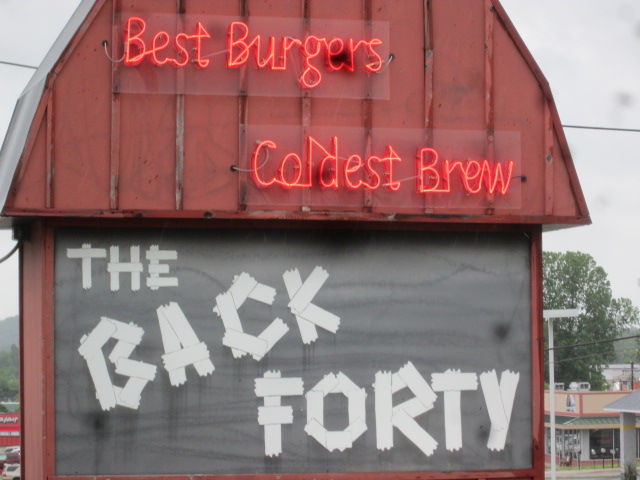 Best Burgers
Coldest Brew
THE
BACK
FORTY